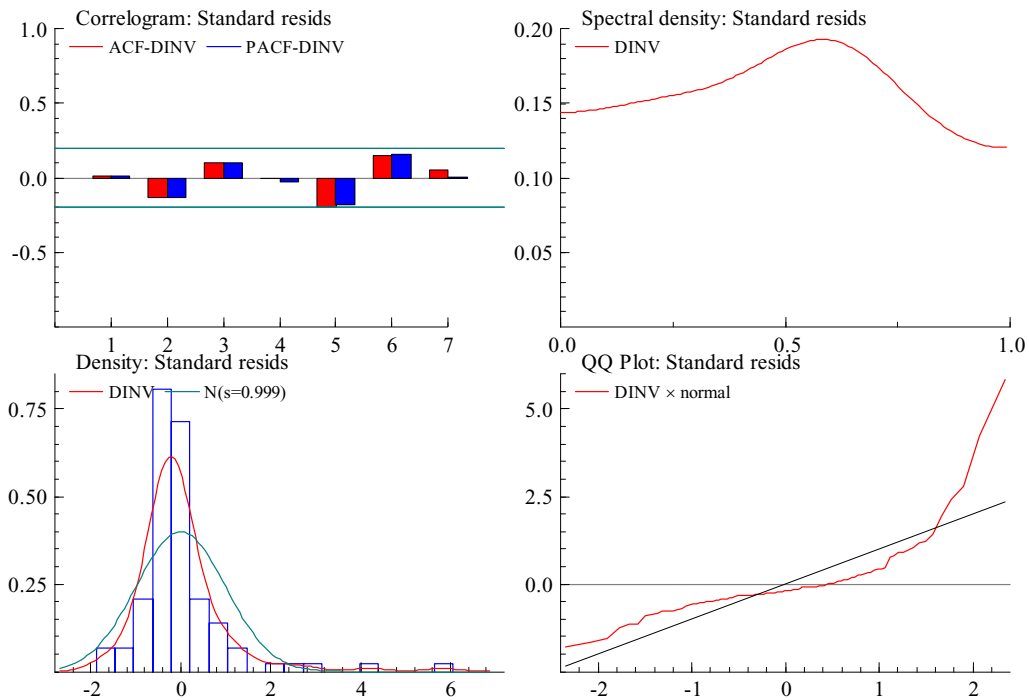 Correlogram: Standard resids
ACF-DINV PACF-DINV
1.0
0.5
0.0
-0.5
1 2 3 4 5 6 7
Spectral density: Standard resids
DINV
0.20
0.15
0.10
0.05
0.0 0.5 1.0
Density: Standard resids
DINV N(s=0.999)
0.75
0.50
0.25
-2 0 2 4 6
QQ Plot: Standard resids
DINV × normal
5.0
2.5
0.0
-2 -1 0 1 2